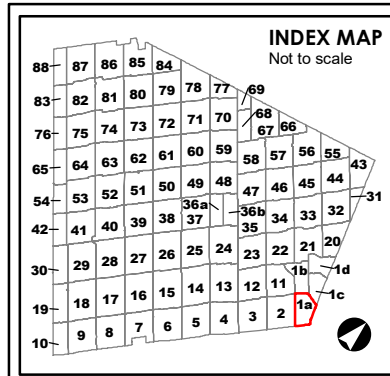 INDEX MAP
Not to scale
88 87 86 85 84
83 82 81 80 79 78 77 69
76 75 74 73 72 71 70 68 67 66
65 64 63 62 61 60 59 58 57 56 55 43
54 53 52 51 50 49 48 47 46 45 44 31
42 41 40 39 38 36a 37 36b 35 34 33 32
30 29 28 27 26 25 24 23 22 21 20
19 18 17 16 15 14 13 12 11 1b 1d
10 9 8 7 6 5 4 3 2 1a 1c